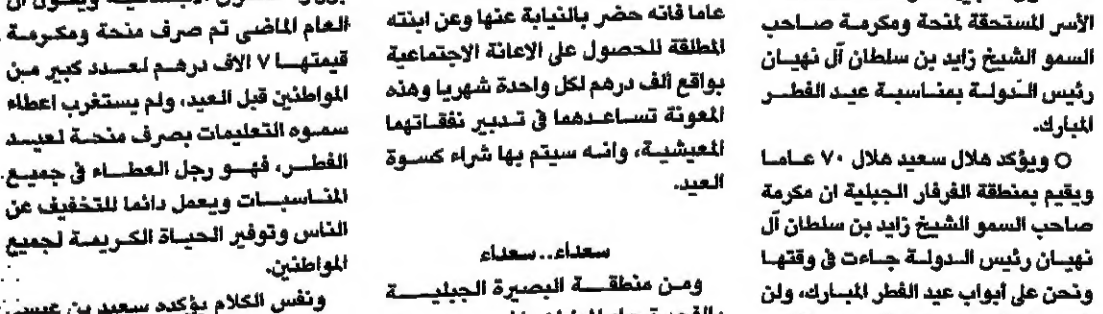 الأسر المستحقة لمنحة ومكرمة صاحب
السمو الشيخ زايد بن سلطان آل نهيان
رئيس الدولة بمناسبة عيد الفطر
المبارك.
O ويؤكد هلال سعيد هلال ٧٠ عاما
ويقيم بمنطقة الفرفار الجبلية ان مكرمة
صاحب السمو الشيخ زايد بن سلطان آل
نهيان رئيس الدولة جاءت في وقتها
ونحن على أبواب عيد الفطر المبارك، ولن
عاما فانه حضر بالنيابة عنها وعن ابنته
المطلقة للحصول على الاعانة الاجتماعية
بواقع ألف درهم لكل واحدة شهريا وهذه
المعونة تساعدهما في تدبير نفقاتهما
المعيشية، وانه سيتم بها شراء كسوة
العيد.
سعداء.. سعداء
ومن منطقة البصيرة الجبلية
العام الماضى تم صرف منحة ومكرمة
قيمتها ٧ الاف درهم لعدد كبير من
المواطنين قبل العيد، ولم يستغرب اعطاء
سموه التعليمات بصرف منحة لعيد
الفطر، فهو رجل العطاء في جميع
المناسبات ويعمل دائما للتخفيف عن
الناس وتوفير الحياة الكريمة لجميع
المواطنين.
ونفس الكلام يؤكده سعيد بن عيسى